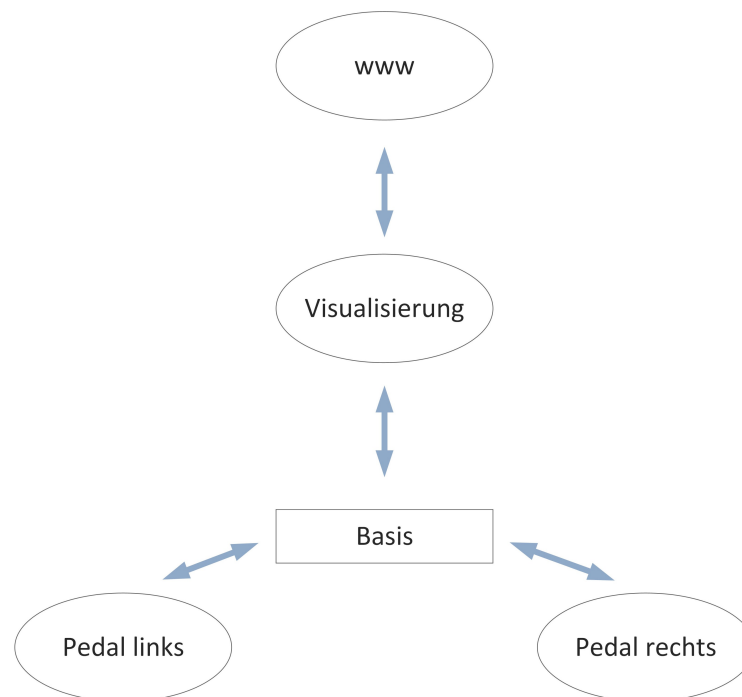 www
Visualisierung
Basis
Pedal links
Pedal rechts